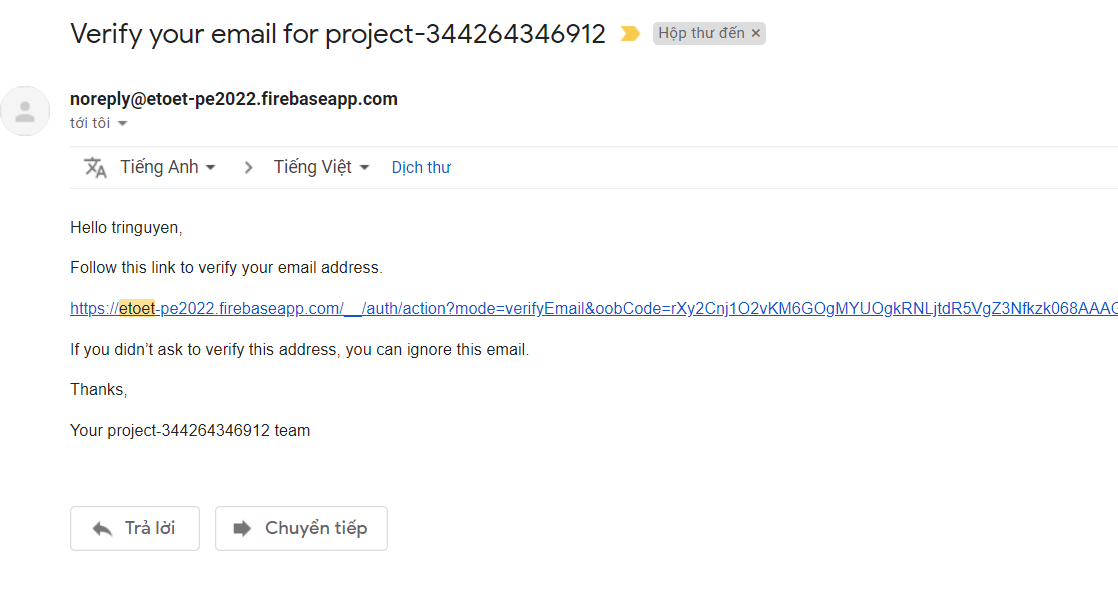 Verify your email for project-344264346912 Hộp thư đến ×
noreply@etoet-pe2022.firebaseapp.com
tới tôi
Tiếng Anh > Tiếng Việt Dịch thư
Hello tringuyen,
Follow this link to verify your email address.
https://etoet-pe2022.firebaseapp.com/__/auth/action?mode=verifyEmail&oobCode=rXy2Cnj1O2vKM6GOgMYUOgkRNLjtdR5VgZ3Nfkzk068AAAG
If you didn’t ask to verify this address, you can ignore this email.
Thanks,
Your project-344264346912 team
Trả lời Chuyển tiếp